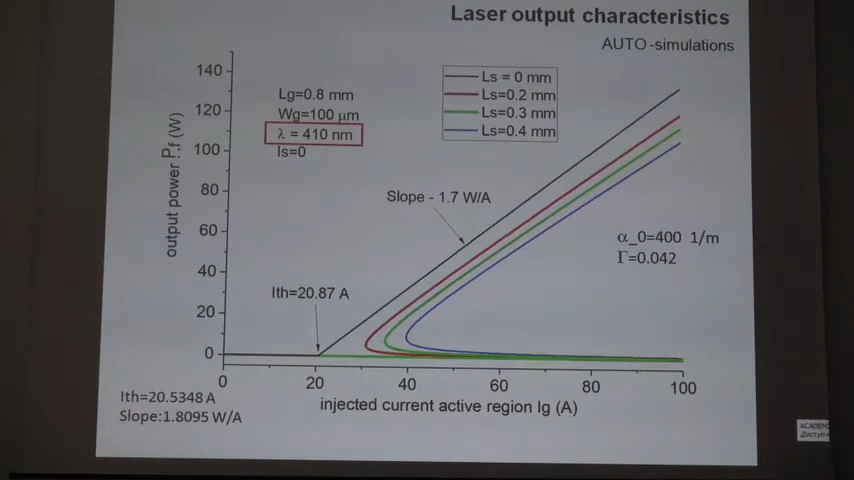 Laser output characteristics
AUTO-simulations
Lg=0.8 mm
Wg=100 μm
λ = 410 nm
Is=0
Ls = 0 mm
Ls=0.2 mm
Ls=0.3 mm
Ls=0.4 mm
Slope - 1.7 W/A
α_0=400 1/m
Γ=0.042
Ith=20.87 A
output power P.f (W)
140
120
100
80
60
40
20
0
0 20 40 60 80 100
injected current active region Ig (A)
Ith=20.5348 A
Slope:1.8095 W/A